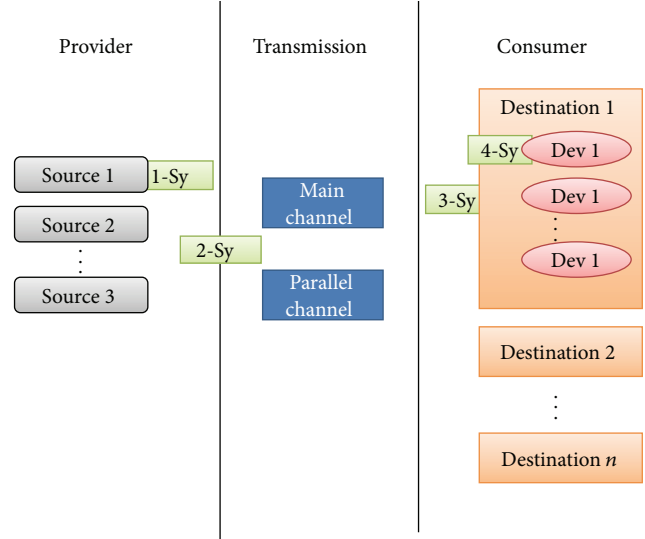 Provider
Transmission
Consumer
Destination 1
4-Sy
Dev 1
Source 1
1-Sy
Main
channel
3-Sy
Dev 1
Source 2
2-Sy
Dev 1
Source 3
Parallel
channel
Destination 2
Destination n